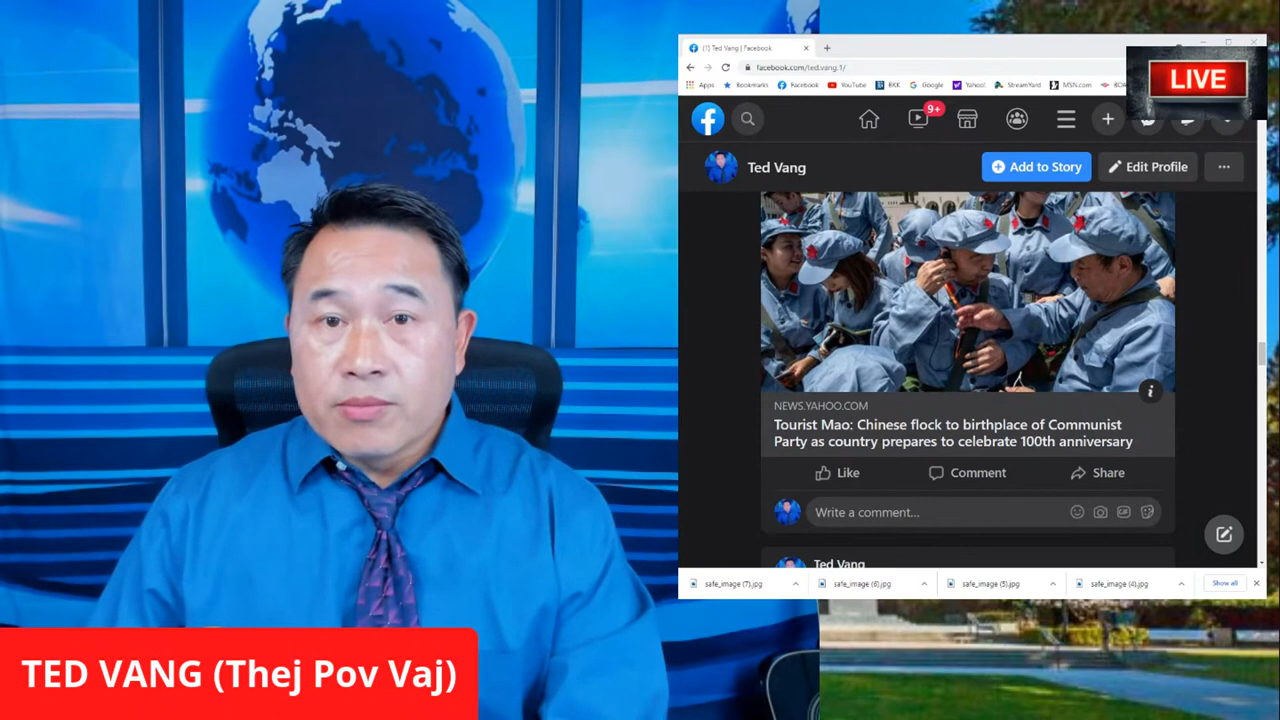 [1] Ted Vang | Facebook
facebook.com/ted.vang.1/
Apps Bookmarks Facebook YouTube RKK Google Yahoo! StreamYard MSN.com
LIVE
9+
Ted Vang
Add to Story
Edit Profile
NEWS.YAHOO.COM
Tourist Mao: Chinese flock to birthplace of Communist
Party as country prepares to celebrate 100th anniversary
Like Comment Share
Write a comment...
GIF
Ted Vang
safe_image (7).jpg safe_image (6).jpg safe_image (5).jpg safe_image (4).jpg Show all
TED VANG (Thej Pov Vaj)